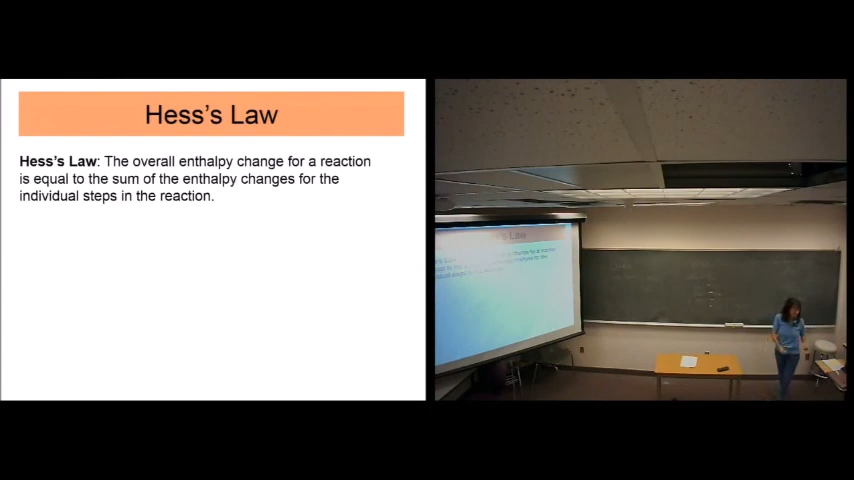 Hess's Law
Hess's Law: The overall enthalpy change for a reaction
is equal to the sum of the enthalpy changes for the
individual steps in the reaction.